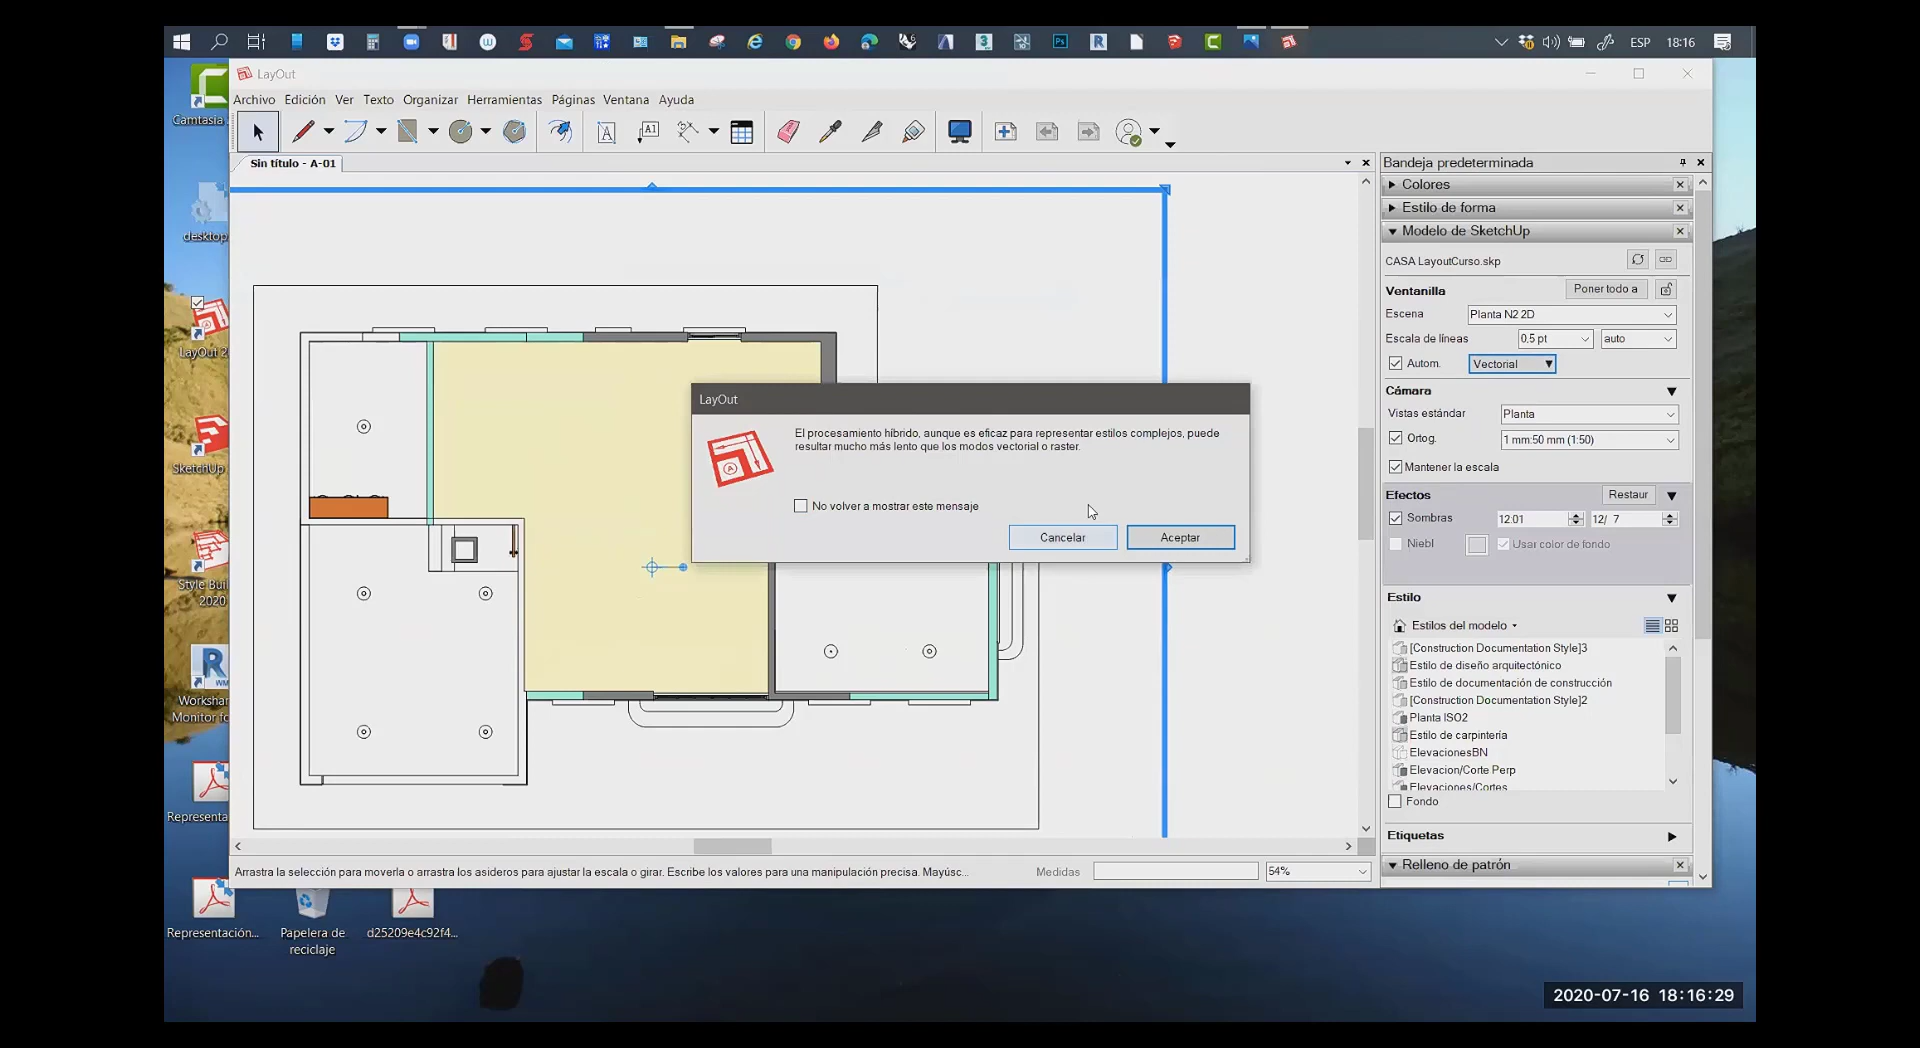 ESP
18:16
LayOut
Archivo Edición Ver Texto Organizar Herramientas Páginas Ventana Ayuda
Sin título - A-01
Bandeja predeterminada
Colores
Estilo de forma
Modelo de SketchUp
CASA LayoutCurso.skp
Ventanilla
Poner todo a
Escena
Planta N2 2D
Escala de líneas
0,5 pt
auto
Autom.
Vectorial
Cámara
Vistas estándar
Planta
Ortog.
1 mm:50 mm (1:50)
Mantener la escala
Efectos
Restaur
Sombras
12:01
12/ 7
Niebl
Usar color de fondo
Estilo
Estilos del modelo
[Construction Documentation Style]3
Estilo de diseño arquitectónico
Estilo de documentación de construcción
[Construction Documentation Style]2
Planta ISO2
Estilo de carpintería
ElevacionesBN
Elevacion/Corte Perp
Elevaciones/Cortes
Fondo
Etiquetas
Relleno de patrón
LayOut
El procesamiento híbrido, aunque es eficaz para representar estilos complejos, puede
resultar mucho más lento que los modos vectorial o raster.
No volver a mostrar este mensaje
Cancelar
Aceptar
Arrastra la selección para moverla o arrastra los asideros para ajustar la escala o girar. Escribe los valores para una manipulación precisa. Mayúsc...
Medidas
54%
Camtasia
desktop
LayOut 2
SketchUp
Style Buil
2020
Workshar
Monitor fo
Representa
Representación...
Papelera de
reciclaje
d25209e4c92f4...
2020-07-16 18:16:29